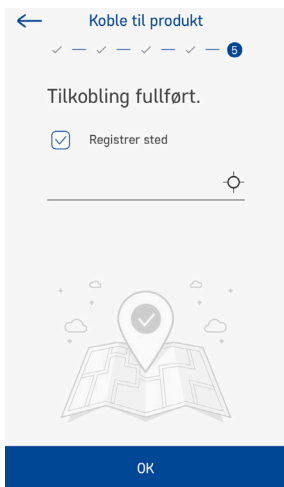 Koble til produkt
5
Tilkobling fullført.
Registrer sted
OK